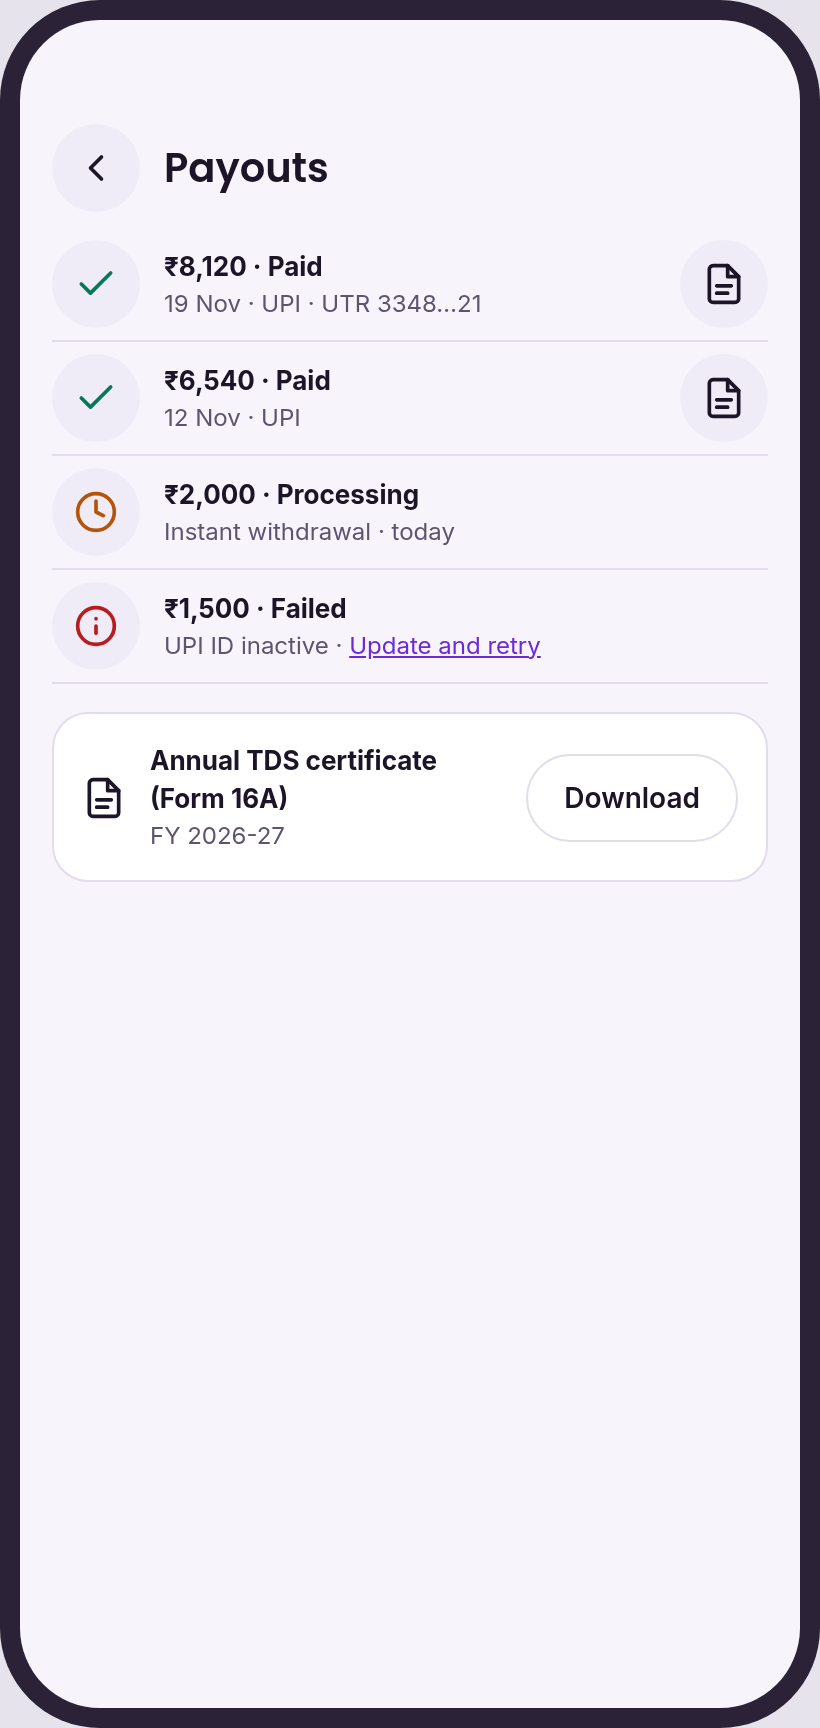 Payouts
₹8,120 · Paid
19 Nov · UPI · UTR 3348…21
₹6,540 · Paid
12 Nov · UPI
₹2,000 · Processing
Instant withdrawal · today
₹1,500 · Failed
UPI ID inactive · Update and retry
Annual TDS certificate
(Form 16A)
FY 2026-27
Download